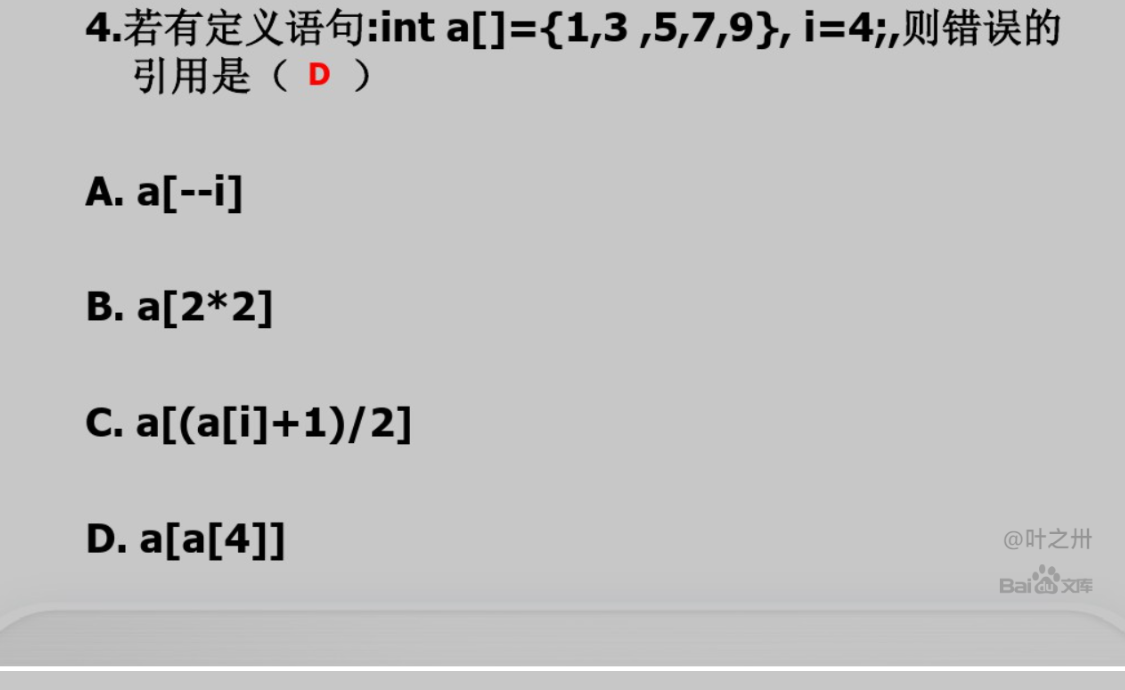 4.若有定义语句:int a[]={1,3 ,5,7,9}, i=4;,则错误的
引用是（ D ）
A. a[--i]
B. a[2*2]
C. a[(a[i]+1)/2]
D. a[a[4]]
@叶之卅
Bai du 文库